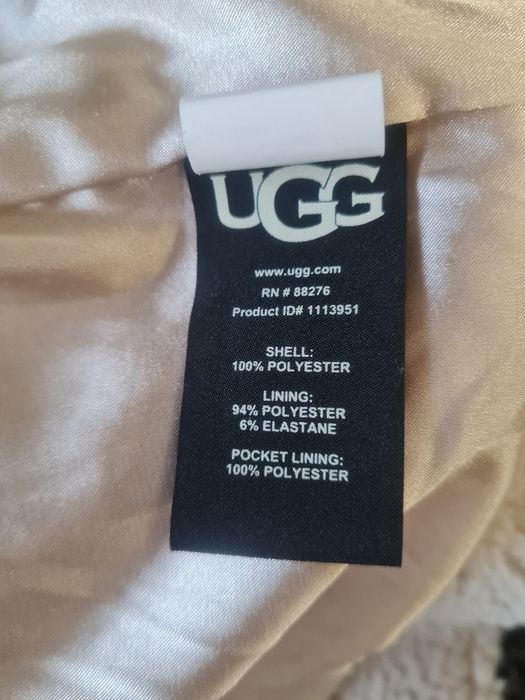 UGG
www.ugg.com
RN # 88276
Product ID# 1113951
SHELL:
100% POLYESTER
LINING:
94% POLYESTER
6% ELASTANE
POCKET LINING:
100% POLYESTER